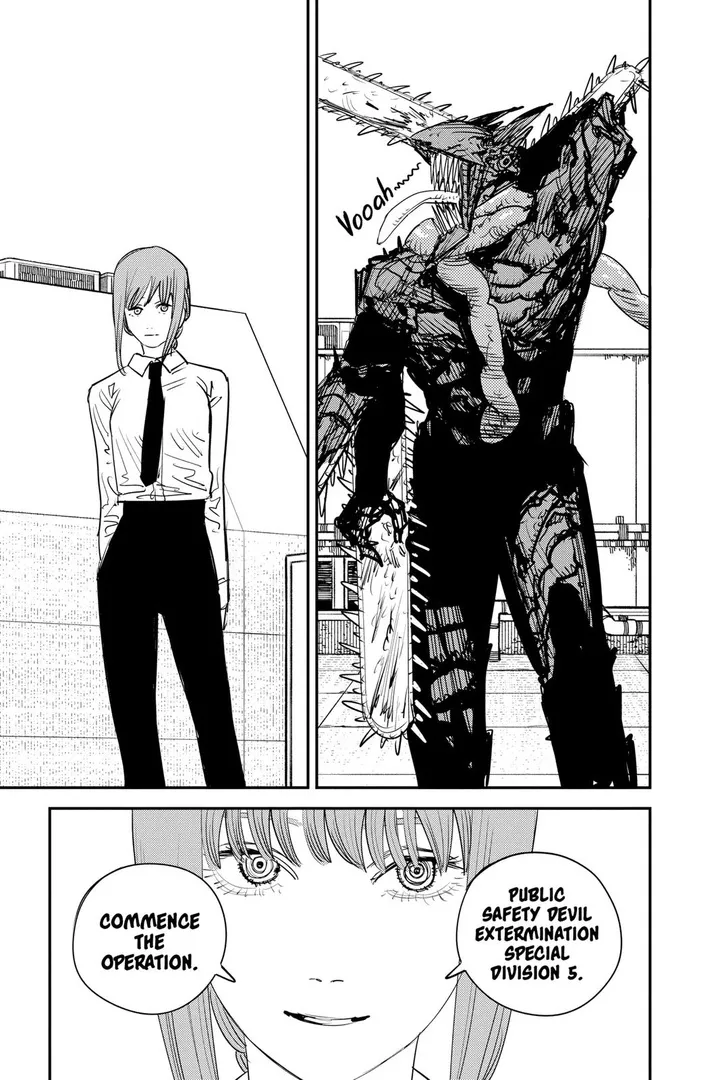 Vooah~~
PUBLIC
SAFETY DEVIL
EXTERMINATION
SPECIAL
DIVISION 5.
COMMENCE
THE
OPERATION.